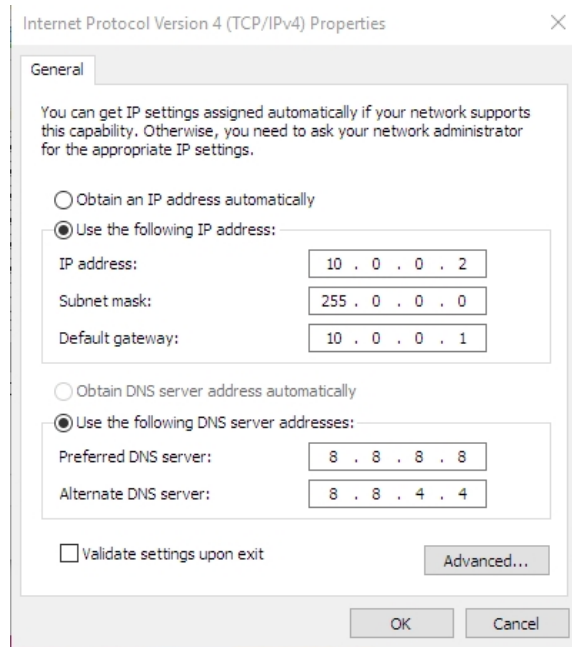 Internet Protocol Version 4 (TCP/IPv4) Properties
General
You can get IP settings assigned automatically if your network supports
this capability. Otherwise, you need to ask your network administrator
for the appropriate IP settings.
Obtain an IP address automatically
Use the following IP address:
IP address: 10 . 0 . 0 . 2
Subnet mask: 255 . 0 . 0 . 0
Default gateway: 10 . 0 . 0 . 1
Obtain DNS server address automatically
Use the following DNS server addresses:
Preferred DNS server: 8 . 8 . 8 . 8
Alternate DNS server: 8 . 8 . 4 . 4
Validate settings upon exit
Advanced...
OK Cancel